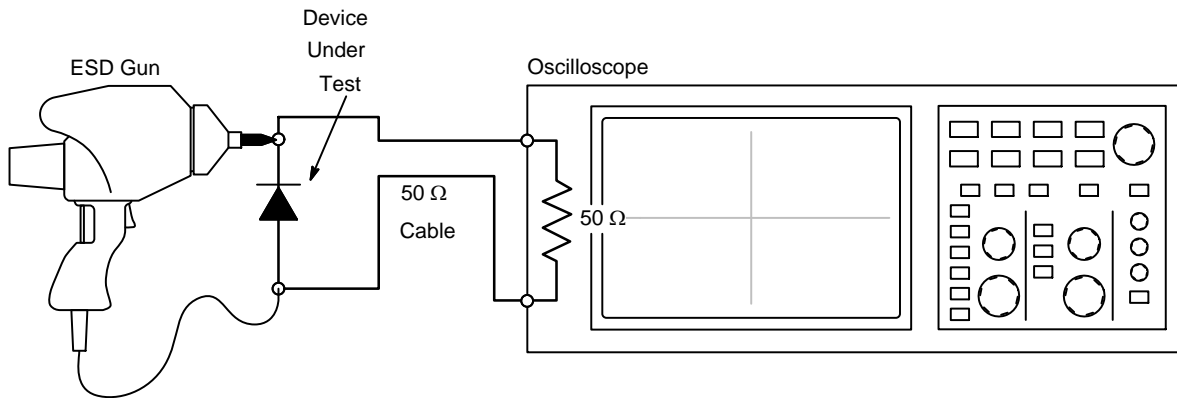 Device
Under
Test
ESD Gun
Oscilloscope
50 Ω
Cable
50 Ω